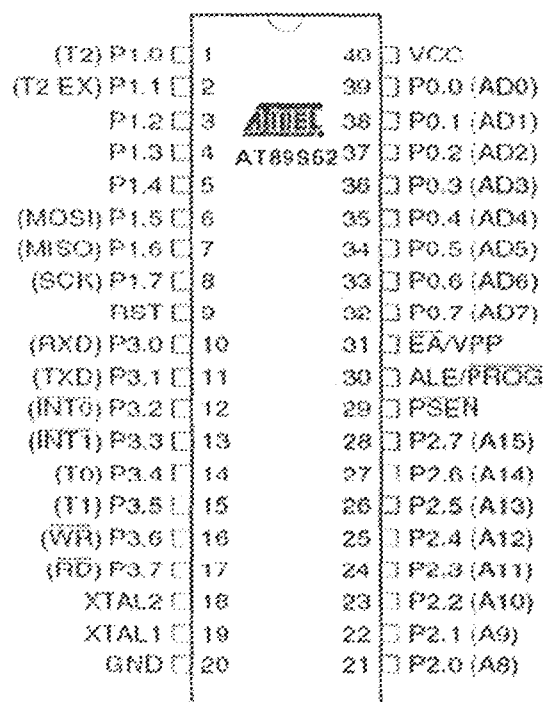 (T2) P1.0 1 40 VCC
(T2 EX) P1.1 2 39 P0.0 (AD0)
P1.2 3 ATMEL 38 P0.1 (AD1)
P1.3 4 AT89S52 37 P0.2 (AD2)
P1.4 5 36 P0.3 (AD3)
(MOSI) P1.5 6 35 P0.4 (AD4)
(MISO) P1.6 7 34 P0.5 (AD5)
(SCK) P1.7 8 33 P0.6 (AD6)
RST 9 32 P0.7 (AD7)
(RXD) P3.0 10 31 E̅A̅/VPP
(TXD) P3.1 11 30 ALE/P̅R̅O̅G̅
(I̅N̅T̅0̅) P3.2 12 29 P̅S̅E̅N̅
(I̅N̅T̅1̅) P3.3 13 28 P2.7 (A15)
(T0) P3.4 14 27 P2.6 (A14)
(T1) P3.5 15 26 P2.5 (A13)
(W̅R̅) P3.6 16 25 P2.4 (A12)
(R̅D̅) P3.7 17 24 P2.3 (A11)
XTAL2 18 23 P2.2 (A10)
XTAL1 19 22 P2.1 (A9)
GND 20 21 P2.0 (A8)